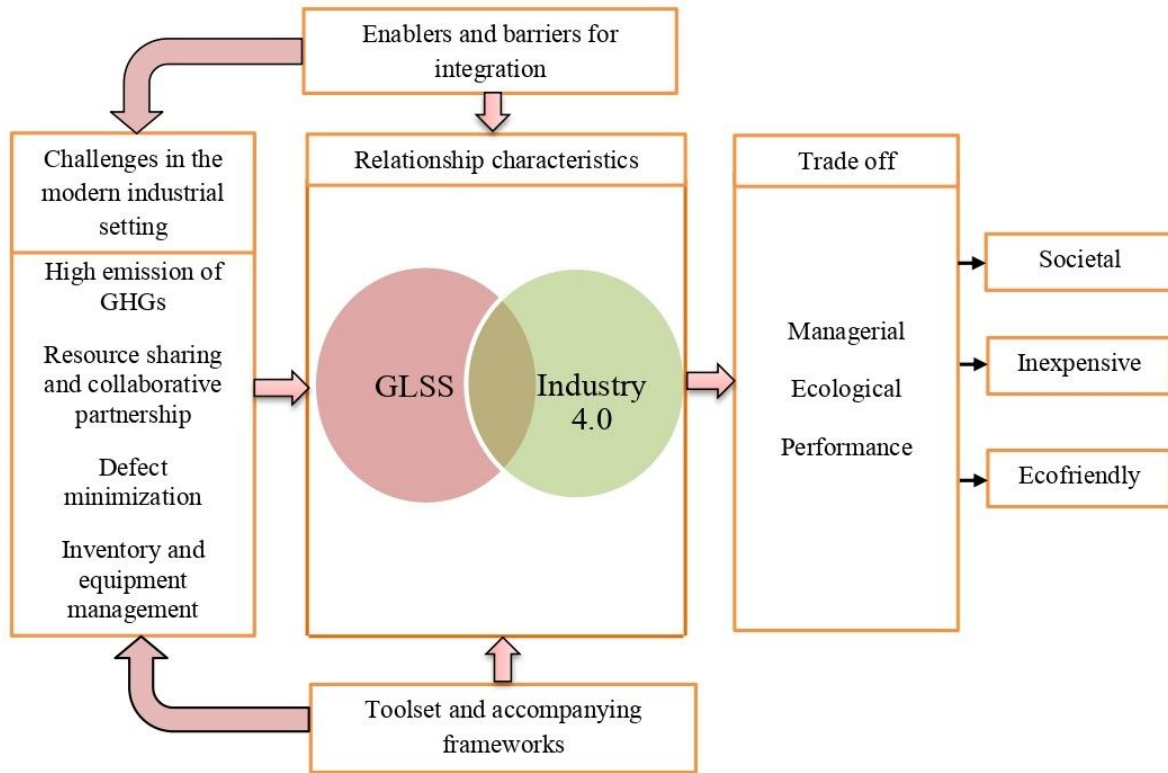 Enablers and barriers for
integration
Challenges in the
modern industrial
setting
High emission of
GHGs
Resource sharing
and collaborative
partnership
Defect
minimization
Inventory and
equipment
management
Relationship characteristics
GLSS
Industry
4.0
Trade off
Managerial
Ecological
Performance
Societal
Inexpensive
Ecofriendly
Toolset and accompanying
frameworks